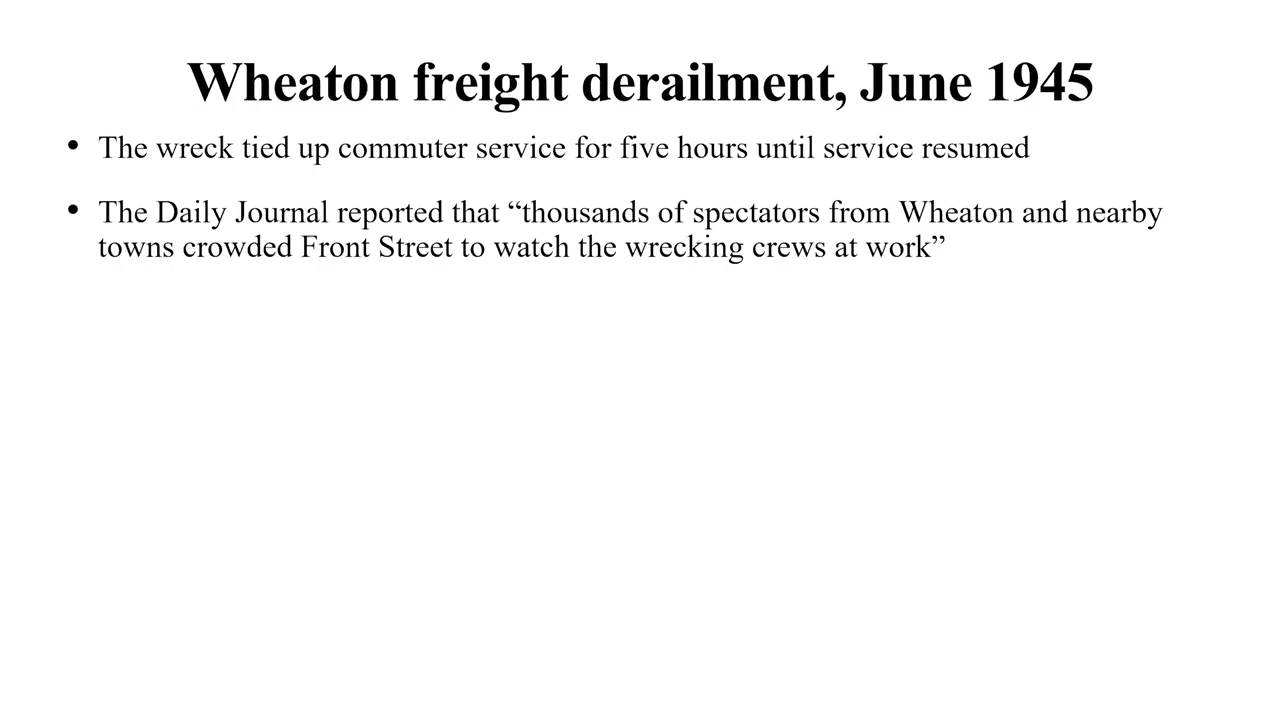 Wheaton freight derailment, June 1945
• The wreck tied up commuter service for five hours until service resumed
• The Daily Journal reported that “thousands of spectators from Wheaton and nearby
towns crowded Front Street to watch the wrecking crews at work”